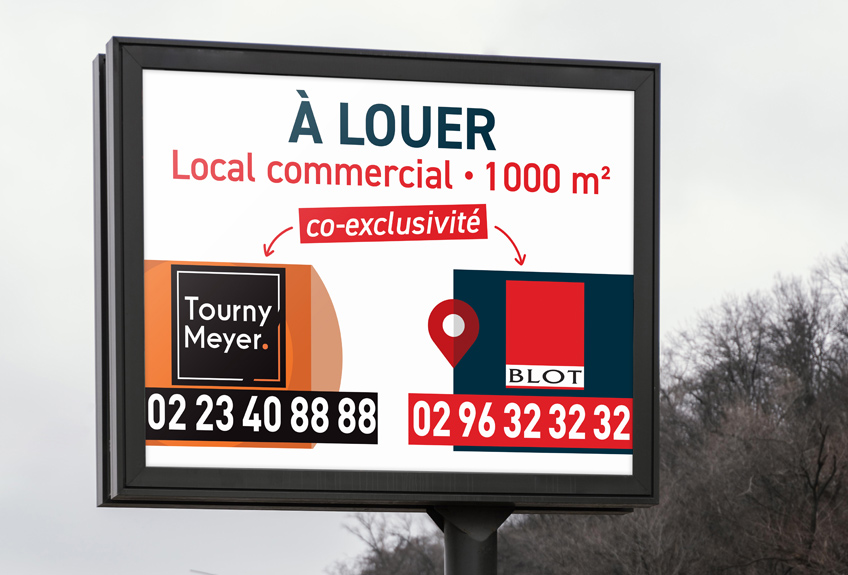 À LOUER
Local commercial • 1000 m²
co-exclusivité
Tourny
Meyer.
BLOT
02 23 40 88 88
02 96 32 32 32